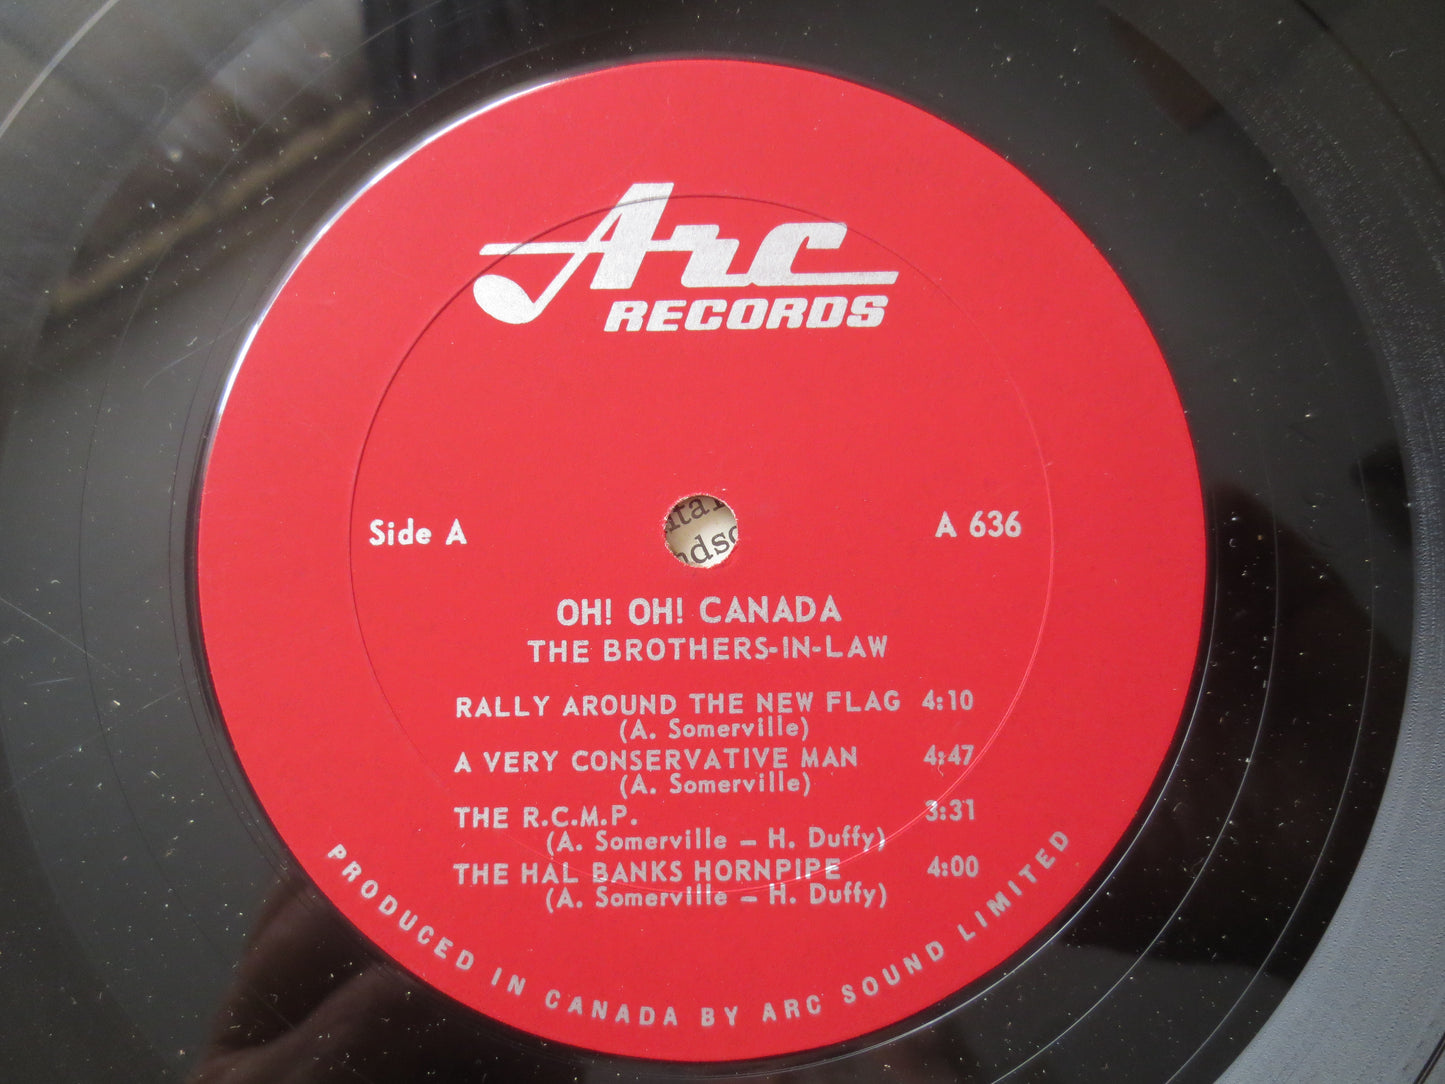 Arc
RECORDS
Side A
A 636
OH! OH! CANADA
THE BROTHERS-IN-LAW
RALLY AROUND THE NEW FLAG 4:10
(A. Somerville)
A VERY CONSERVATIVE MAN 4:47
(A. Somerville)
THE R.C.M.P. 3:31
(A. Somerville – H. Duffy)
THE HAL BANKS HORNPIPE 4:00
(A. Somerville – H. Duffy)
PRODUCED IN CANADA BY ARC SOUND LIMITED